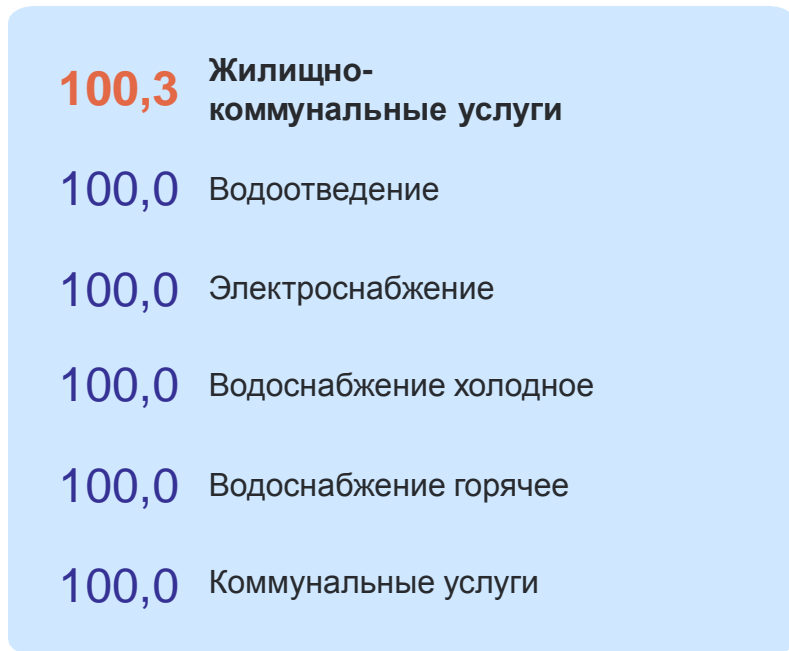 100,3 Жилищно-
коммунальные услуги
100,0 Водоотведение
100,0 Электроснабжение
100,0 Водоснабжение холодное
100,0 Водоснабжение горячее
100,0 Коммунальные услуги